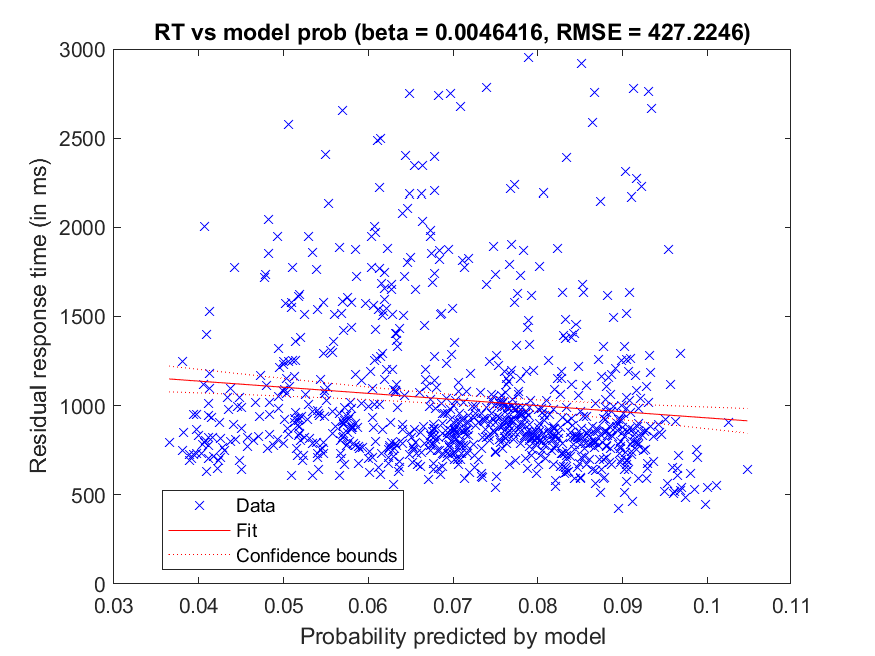 RT vs model prob (beta = 0.0046416, RMSE = 427.2246)
3000
2500
2000
1500
1000
500
0
Residual response time (in ms)
Data
Fit
Confidence bounds
0.03 0.04 0.05 0.06 0.07 0.08 0.09 0.1 0.11
Probability predicted by model